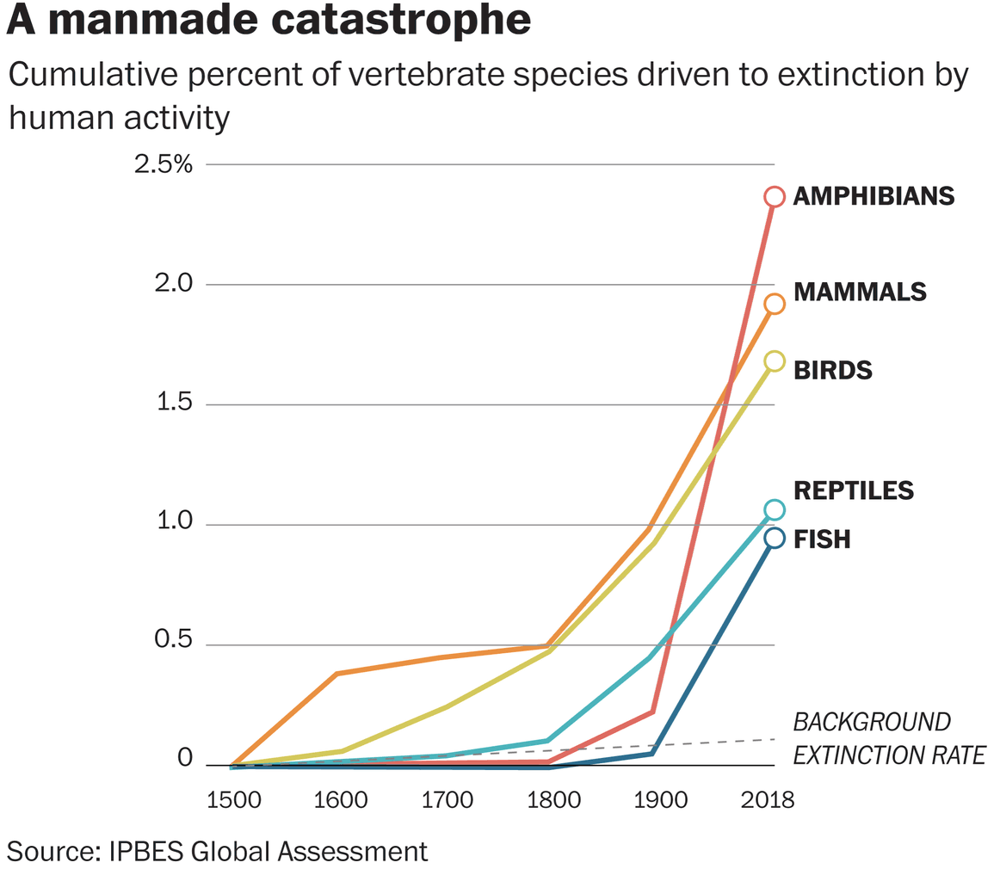 A manmade catastrophe
Cumulative percent of vertebrate species driven to extinction by
human activity
2.5%
AMPHIBIANS
2.0
MAMMALS
BIRDS
1.5
REPTILES
1.0
FISH
0.5
BACKGROUND
EXTINCTION RATE
0
1500 1600 1700 1800 1900 2018
Source: IPBES Global Assessment